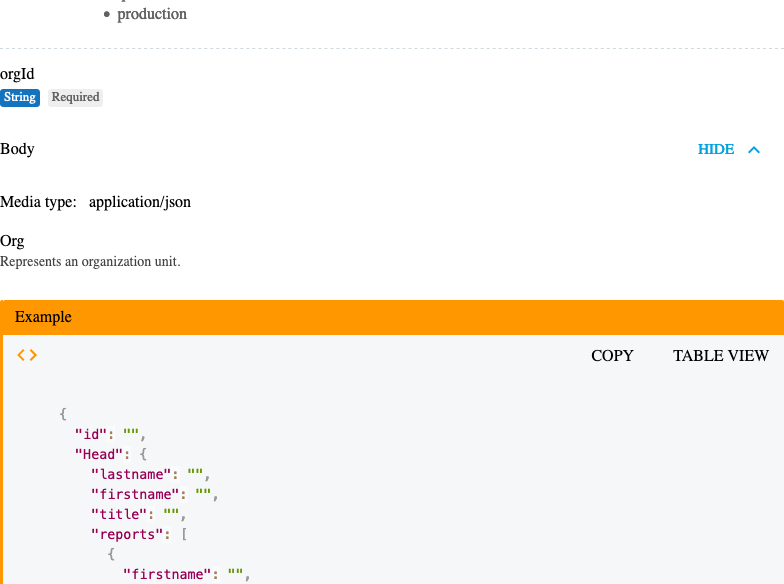 production
orgId
String Required
Body HIDE
Media type: application/json
Org
Represents an organization unit.
Example
<> COPY TABLE VIEW
{
"id": "",
"Head": {
"lastname": "",
"firstname": "",
"title": "",
"reports": [
{
"firstname": "",